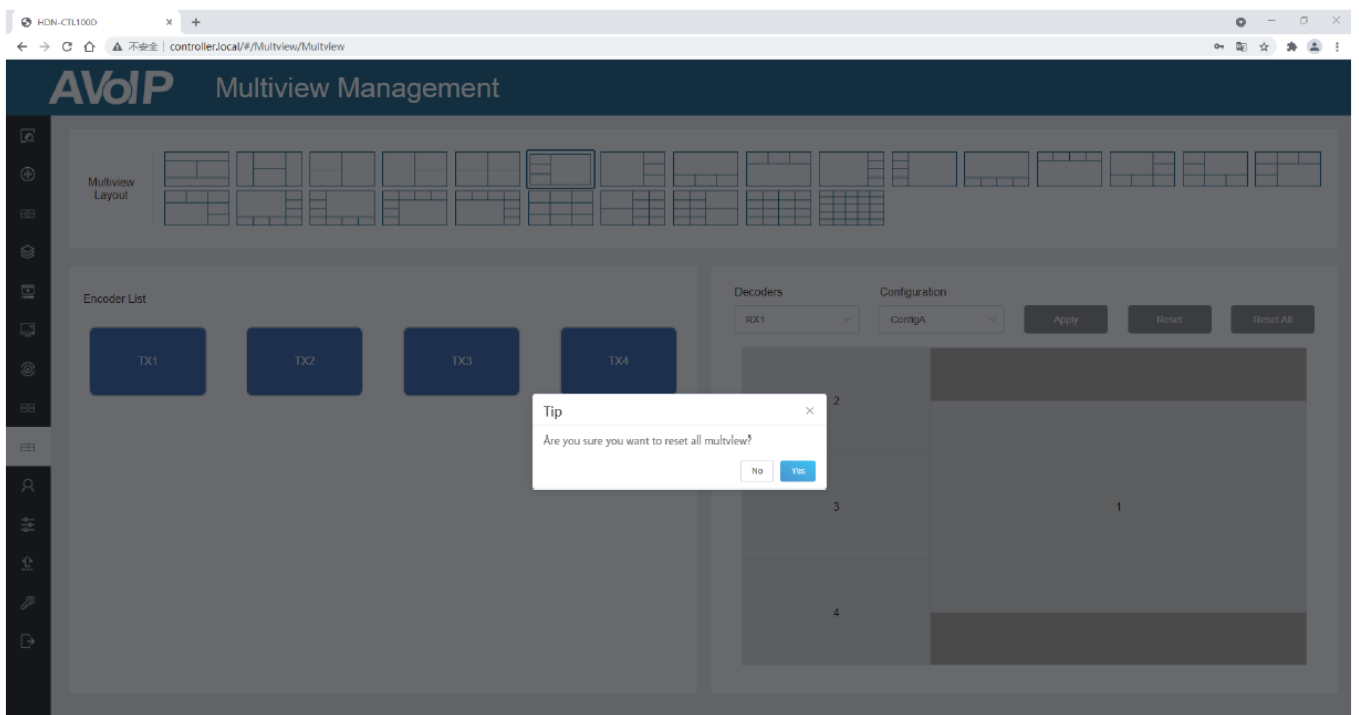 HDN-CTL100D
不安全 controller.local/#/Multview/Multview
AVoIP Multiview Management
Multiview
Layout
Encoder List
TX1 TX2 TX3 TX4
Decoders Configuration
RX1 ConfigA Apply Reset Reset All
2
3
4
1
Tip
Are you sure you want to reset all multview?
No Yes